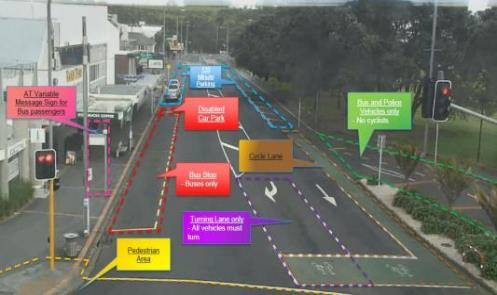 Minute
Parking
AT Variable
Message Sign for
Bus passengers
Disabled
Car Park
Bus and Police
Vehicles only
- No cyclists
Cycle Lane
Bus Stop
- Buses only
Turning Lane only
- All vehicles must
turn
Pedestrian
Area